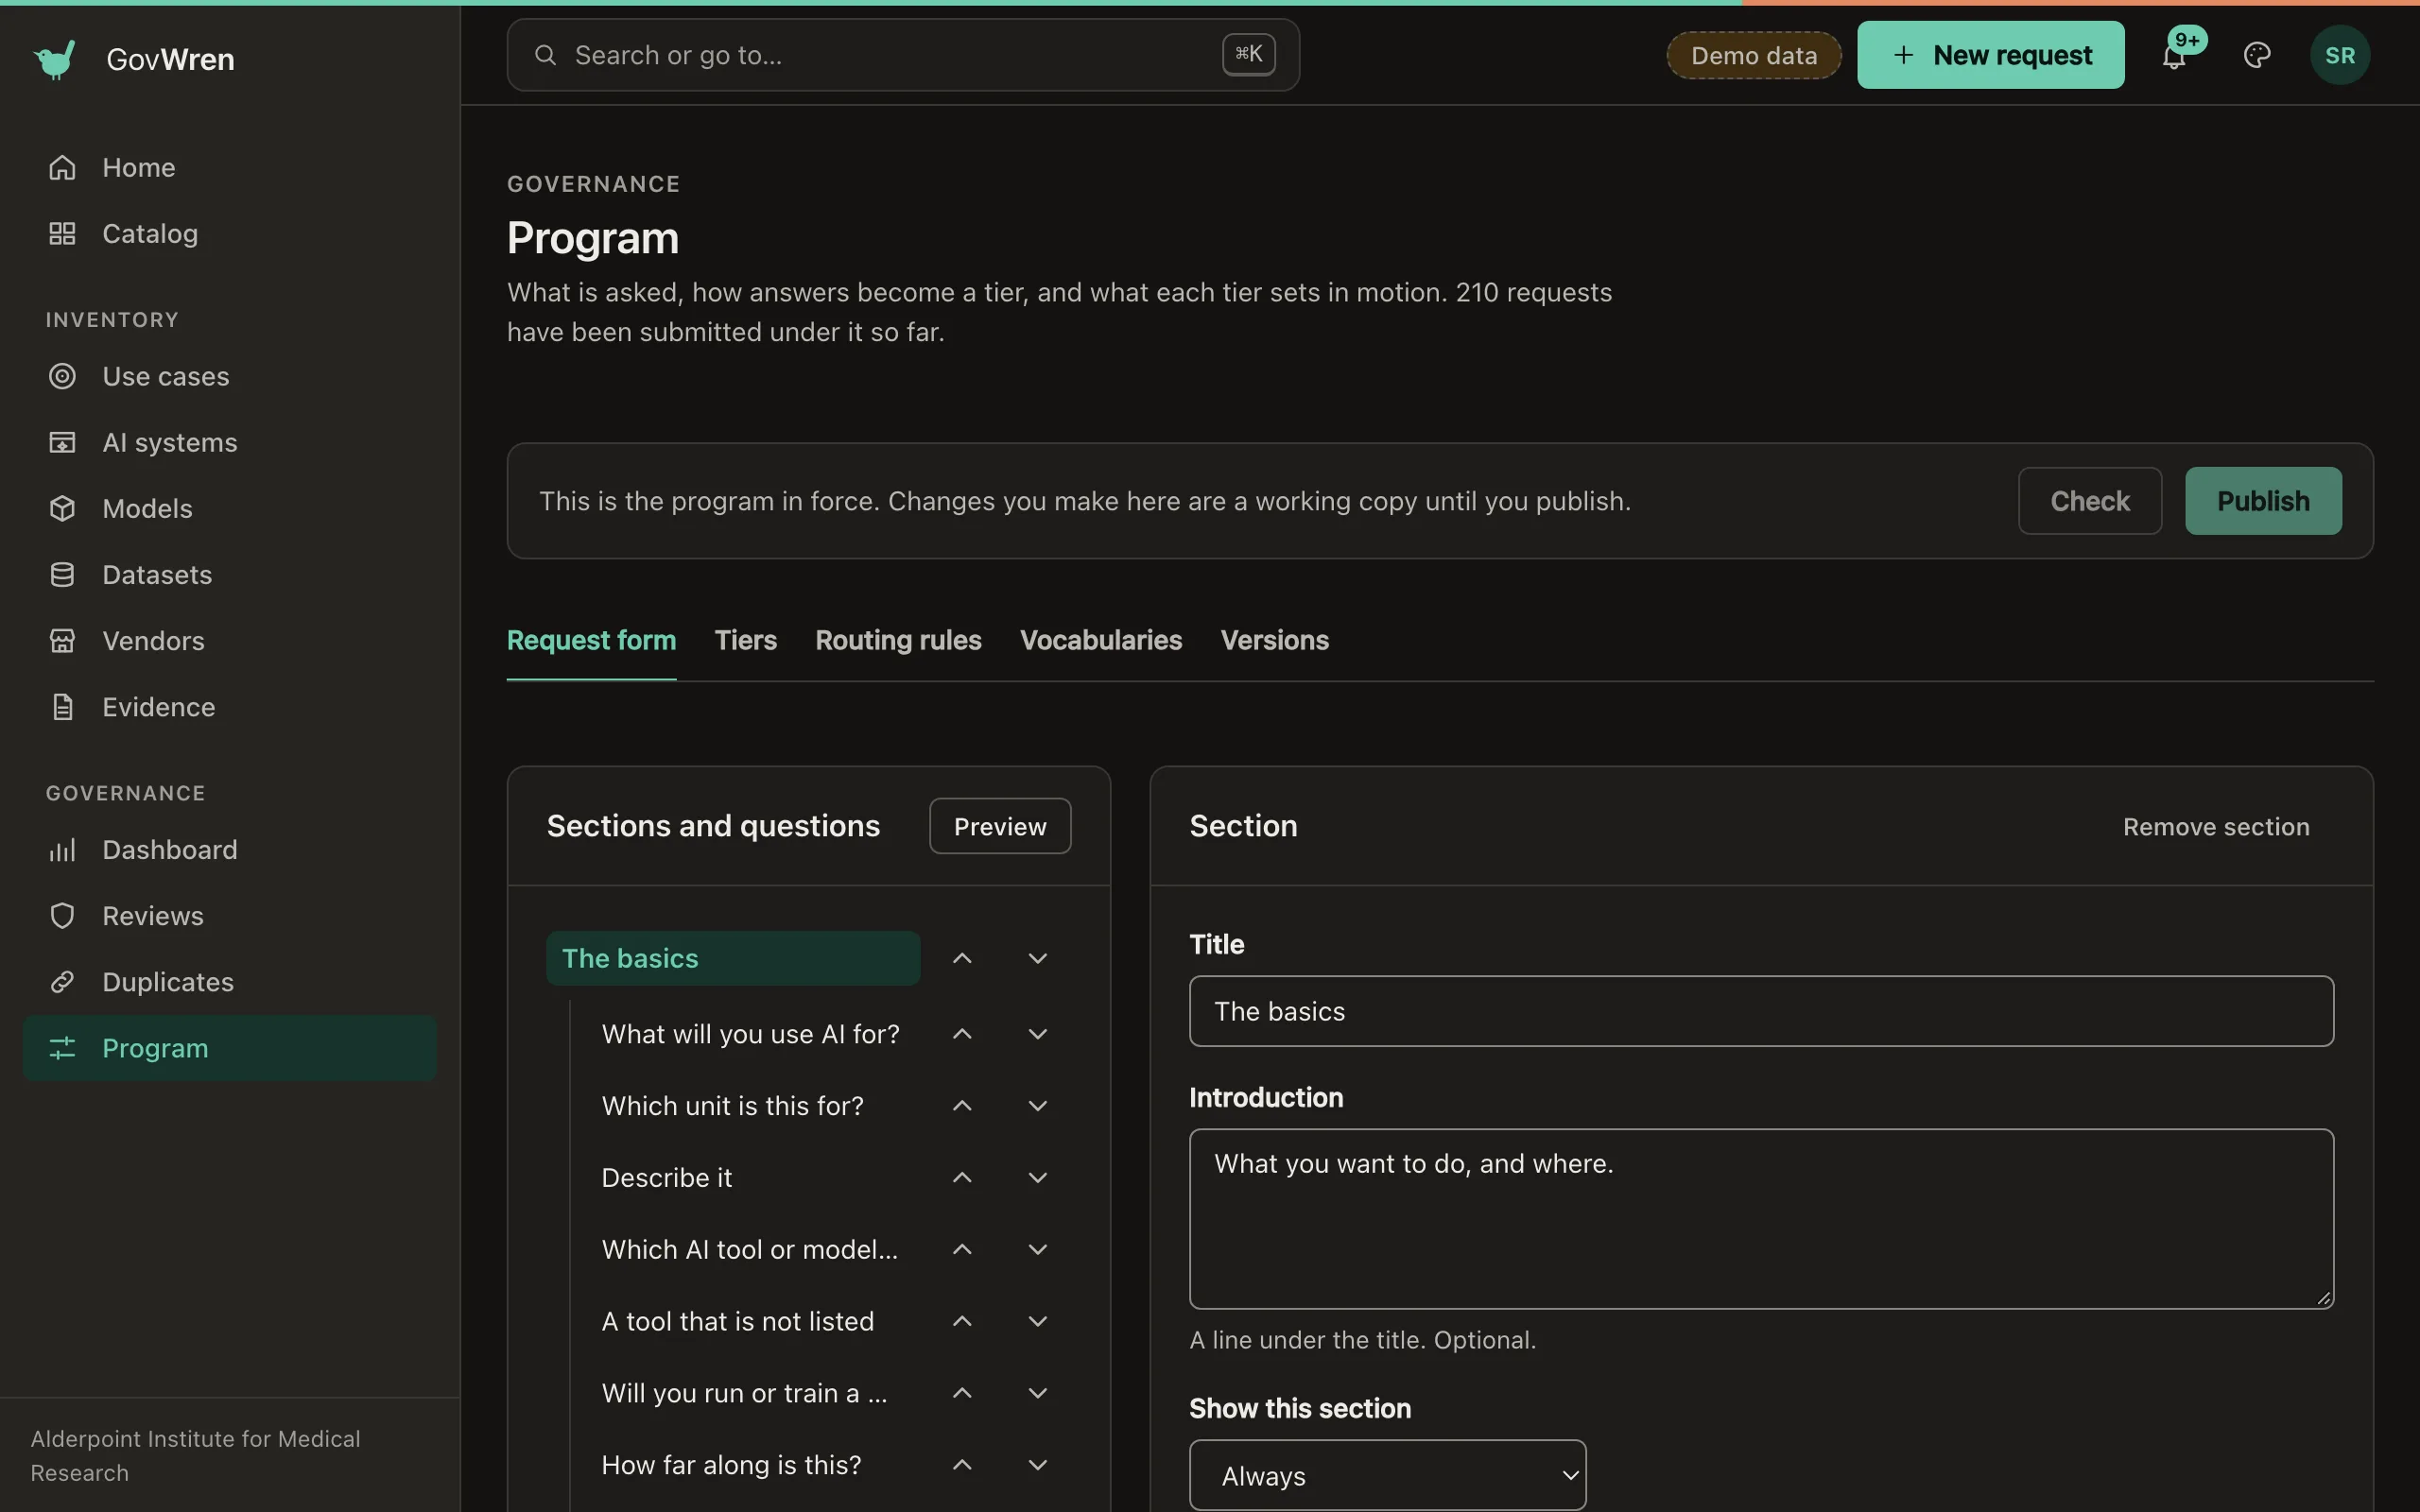 GovWren
Search or go to...
⌘K
Demo data
+ New request
9+
SR
Home
Catalog
INVENTORY
Use cases
AI systems
Models
Datasets
Vendors
Evidence
GOVERNANCE
Dashboard
Reviews
Duplicates
Program
Alderpoint Institute for Medical
Research
GOVERNANCE
Program
What is asked, how answers become a tier, and what each tier sets in motion. 210 requests
have been submitted under it so far.
This is the program in force. Changes you make here are a working copy until you publish.
Check
Publish
Request form
Tiers
Routing rules
Vocabularies
Versions
Sections and questions
Preview
The basics
What will you use AI for?
Which unit is this for?
Describe it
Which AI tool or model...
A tool that is not listed
Will you run or train a ...
How far along is this?
Section
Remove section
Title
The basics
Introduction
What you want to do, and where.
A line under the title. Optional.
Show this section
Always